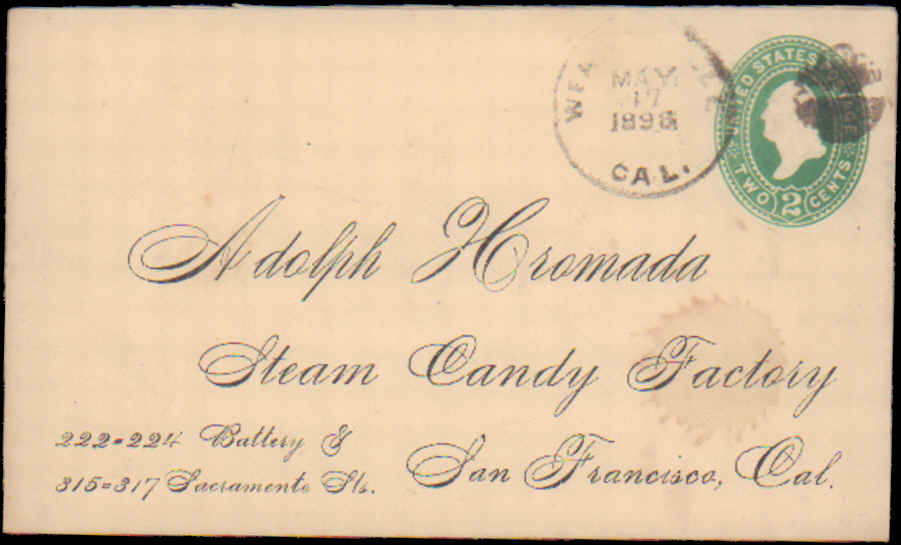 MAY
17
1896
CAL.
UNITED STATES POSTAGE
TWO 2 CENTS
Adolph Hromada
Steam Candy Factory
222=224 Battery &
315=317 Sacramento Sts.
San Francisco, Cal.